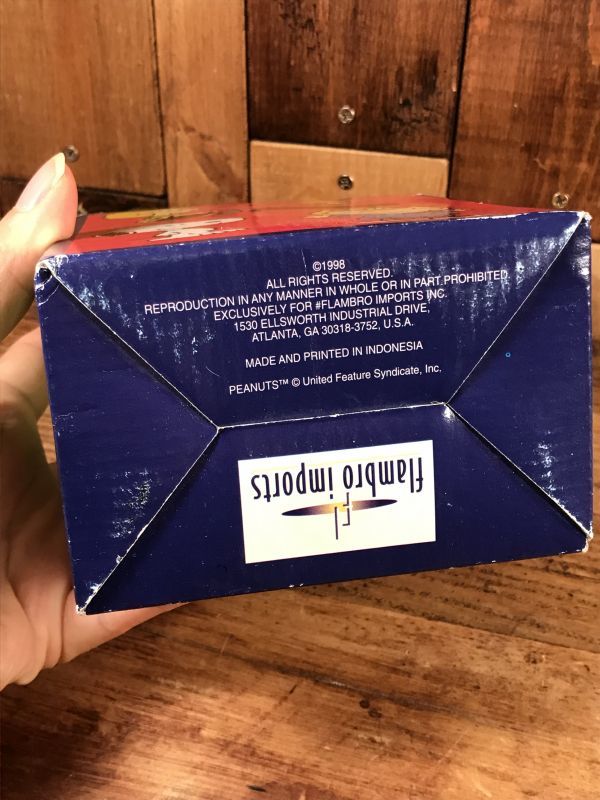 ©1998
ALL RIGHTS RESERVED.
REPRODUCTION IN ANY MANNER IN WHOLE OR IN PART PROHIBITED.
EXCLUSIVELY FOR #FLAMBRO IMPORTS INC.
1530 ELLSWORTH INDUSTRIAL DRIVE,
ATLANTA, GA 30318-3752, U.S.A.
MADE AND PRINTED IN INDONESIA
PEANUTS™ © United Feature Syndicate, Inc.
flambro imports